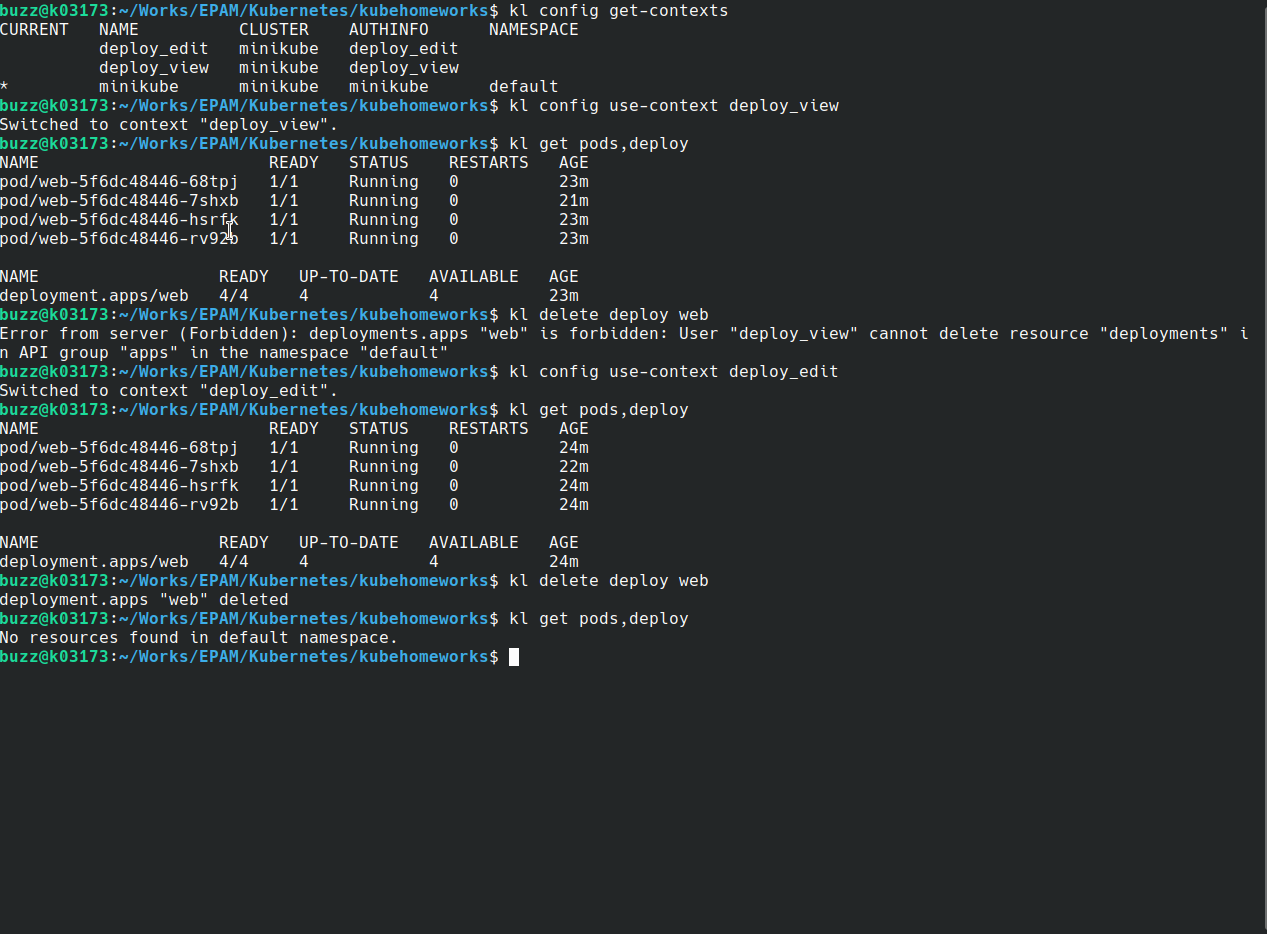 buzz@k03173:~/Works/EPAM/Kubernetes/kubehomeworks$ kl config get-contexts
CURRENT   NAME          CLUSTER    AUTHINFO      NAMESPACE
          deploy_edit   minikube   deploy_edit
          deploy_view   minikube   deploy_view
*         minikube      minikube   minikube      default
buzz@k03173:~/Works/EPAM/Kubernetes/kubehomeworks$ kl config use-context deploy_view
Switched to context "deploy_view".
buzz@k03173:~/Works/EPAM/Kubernetes/kubehomeworks$ kl get pods,deploy
NAME                       READY   STATUS    RESTARTS   AGE
pod/web-5f6dc48446-68tpj   1/1     Running   0          23m
pod/web-5f6dc48446-7shxb   1/1     Running   0          21m
pod/web-5f6dc48446-hsrfk   1/1     Running   0          23m
pod/web-5f6dc48446-rv92b   1/1     Running   0          23m

NAME                  READY   UP-TO-DATE   AVAILABLE   AGE
deployment.apps/web   4/4     4            4           23m
buzz@k03173:~/Works/EPAM/Kubernetes/kubehomeworks$ kl delete deploy web
Error from server (Forbidden): deployments.apps "web" is forbidden: User "deploy_view" cannot delete resource "deployments" i
n API group "apps" in the namespace "default"
buzz@k03173:~/Works/EPAM/Kubernetes/kubehomeworks$ kl config use-context deploy_edit
Switched to context "deploy_edit".
buzz@k03173:~/Works/EPAM/Kubernetes/kubehomeworks$ kl get pods,deploy
NAME                       READY   STATUS    RESTARTS   AGE
pod/web-5f6dc48446-68tpj   1/1     Running   0          24m
pod/web-5f6dc48446-7shxb   1/1     Running   0          22m
pod/web-5f6dc48446-hsrfk   1/1     Running   0          24m
pod/web-5f6dc48446-rv92b   1/1     Running   0          24m

NAME                  READY   UP-TO-DATE   AVAILABLE   AGE
deployment.apps/web   4/4     4            4           24m
buzz@k03173:~/Works/EPAM/Kubernetes/kubehomeworks$ kl delete deploy web
deployment.apps "web" deleted
buzz@k03173:~/Works/EPAM/Kubernetes/kubehomeworks$ kl get pods,deploy
No resources found in default namespace.
buzz@k03173:~/Works/EPAM/Kubernetes/kubehomeworks$